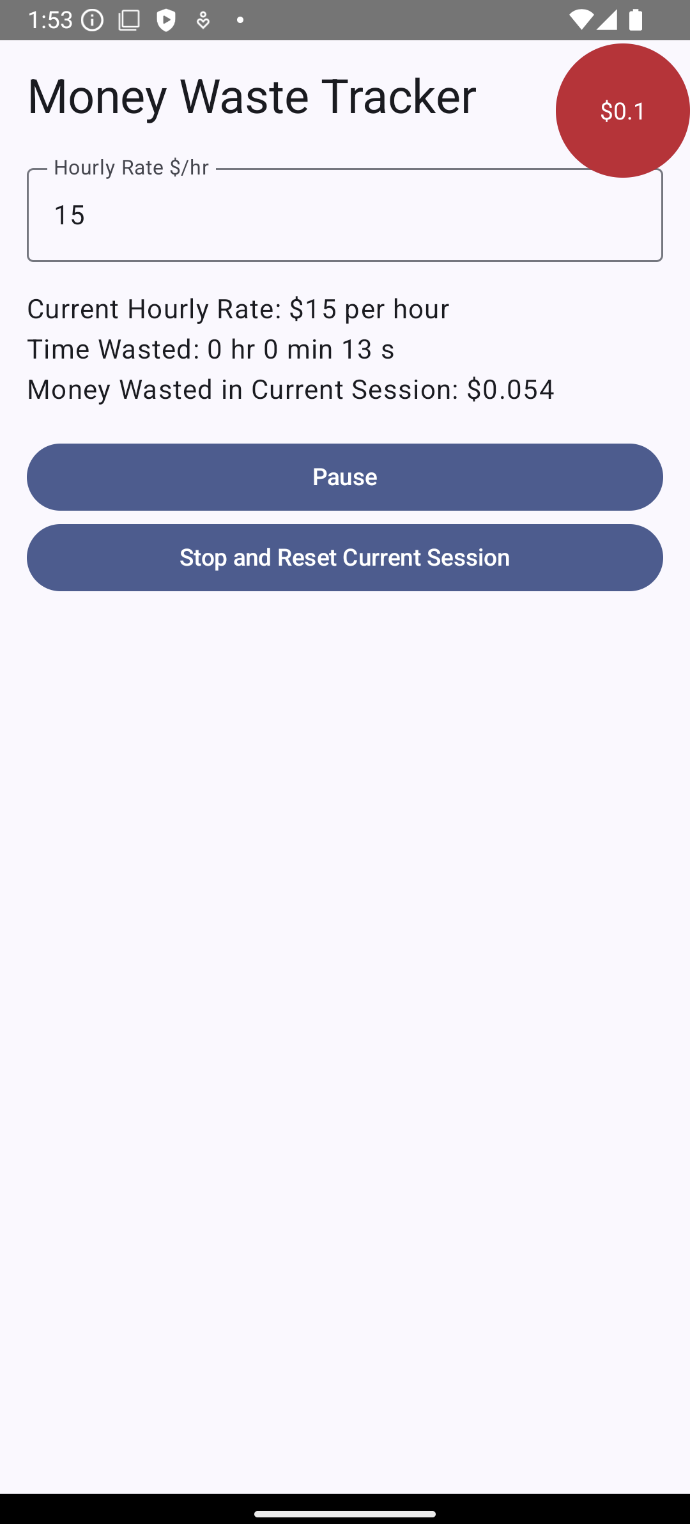 1:53
Money Waste Tracker
$0.1
Hourly Rate $/hr
15
Current Hourly Rate: $15 per hour
Time Wasted: 0 hr 0 min 13 s
Money Wasted in Current Session: $0.054
Pause
Stop and Reset Current Session